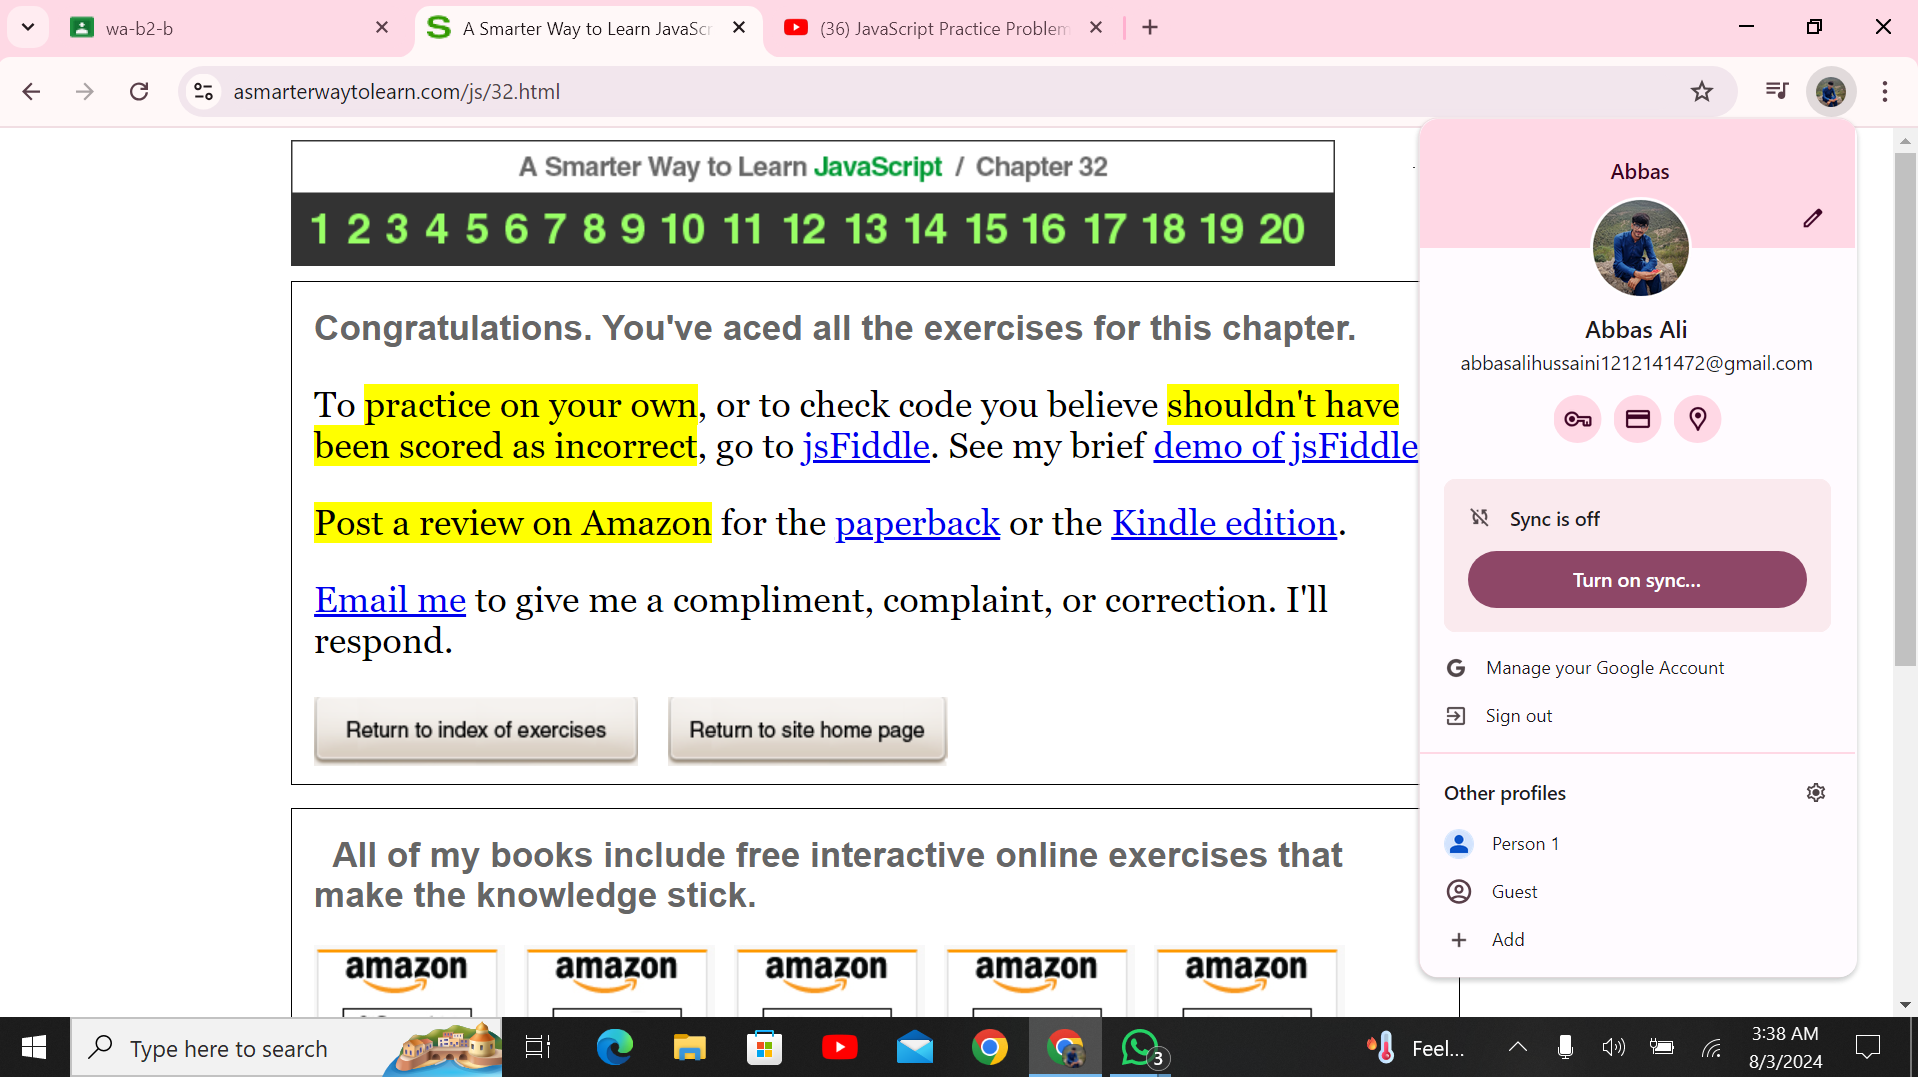 wa-b2-b
A Smarter Way to Learn JavaScr
(36) JavaScript Practice Problem
asmarterwaytolearn.com/js/32.html
A Smarter Way to Learn JavaScript / Chapter 32
1 2 3 4 5 6 7 8 9 10 11 12 13 14 15 16 17 18 19 20
Congratulations. You've aced all the exercises for this chapter.
To practice on your own, or to check code you believe shouldn't have
been scored as incorrect, go to jsFiddle. See my brief demo of jsFiddle
Post a review on Amazon for the paperback or the Kindle edition.
Email me to give me a compliment, complaint, or correction. I'll
respond.
Return to index of exercises
Return to site home page
All of my books include free interactive online exercises that
make the knowledge stick.
amazon
amazon
amazon
amazon
amazon
Abbas
Abbas Ali
abbasalihussaini1212141472@gmail.com
Sync is off
Turn on sync...
Manage your Google Account
Sign out
Other profiles
Person 1
Guest
Add
Type here to search
3
Feel...
3:38 AM
8/3/2024